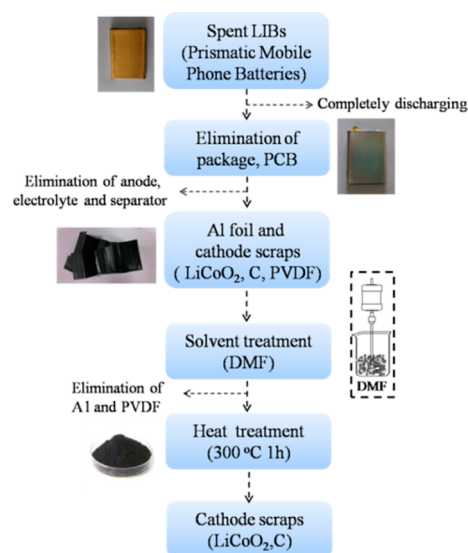 Spent LIBs
(Prismatic Mobile
Phone Batteries)
Completely discharging
Elimination of
package, PCB
Elimination of anode,
electrolyte and separator
Al foil and
cathode scraps
( LiCoO₂, C, PVDF)
Solvent treatment
(DMF)
DMF
Elimination of
Al and PVDF
Heat treatment
(300 ºC 1h)
Cathode scraps
(LiCoO₂,C)